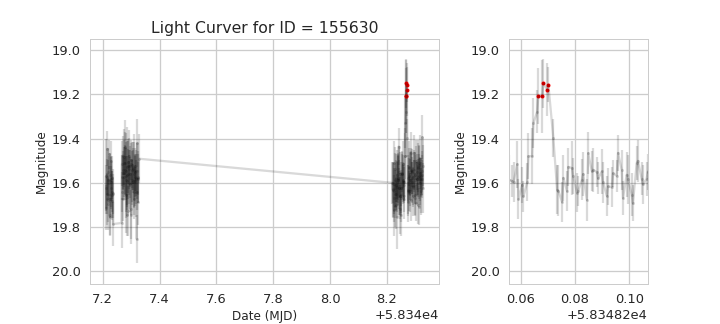 Light Curver for ID = 155630
Magnitude
19.0
19.2
19.4
19.6
19.8
20.0
7.2 7.4 7.6 7.8 8.0 8.2
Date (MJD)
+5.834e4
Magnitude
19.0
19.2
19.4
19.6
19.8
20.0
0.06 0.08 0.10
+5.83482e4